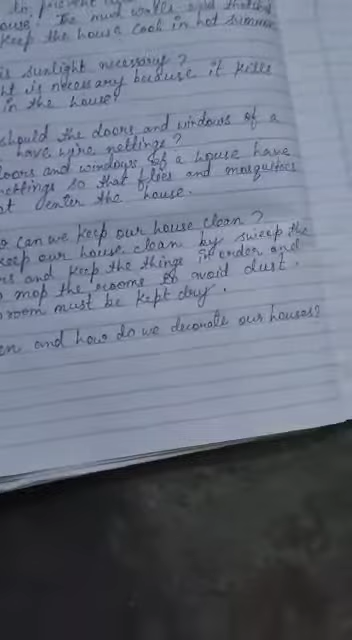 to prevent
house. The mud walls and thatched
keep the house cook in hot summer
is sunlight necessary?
ht is necessary because it kills
in the house.
should the doors and windows of a
have wire nettings?
doors and windows of a house have
nettings so that flies and mosquitoes
enter the house.
can we keep our house clean?
keep our house clean by sweep the
and keep the things in order and
mop the rooms to avoid dust.
room must be kept dry.
en and how do we decorate our houses?